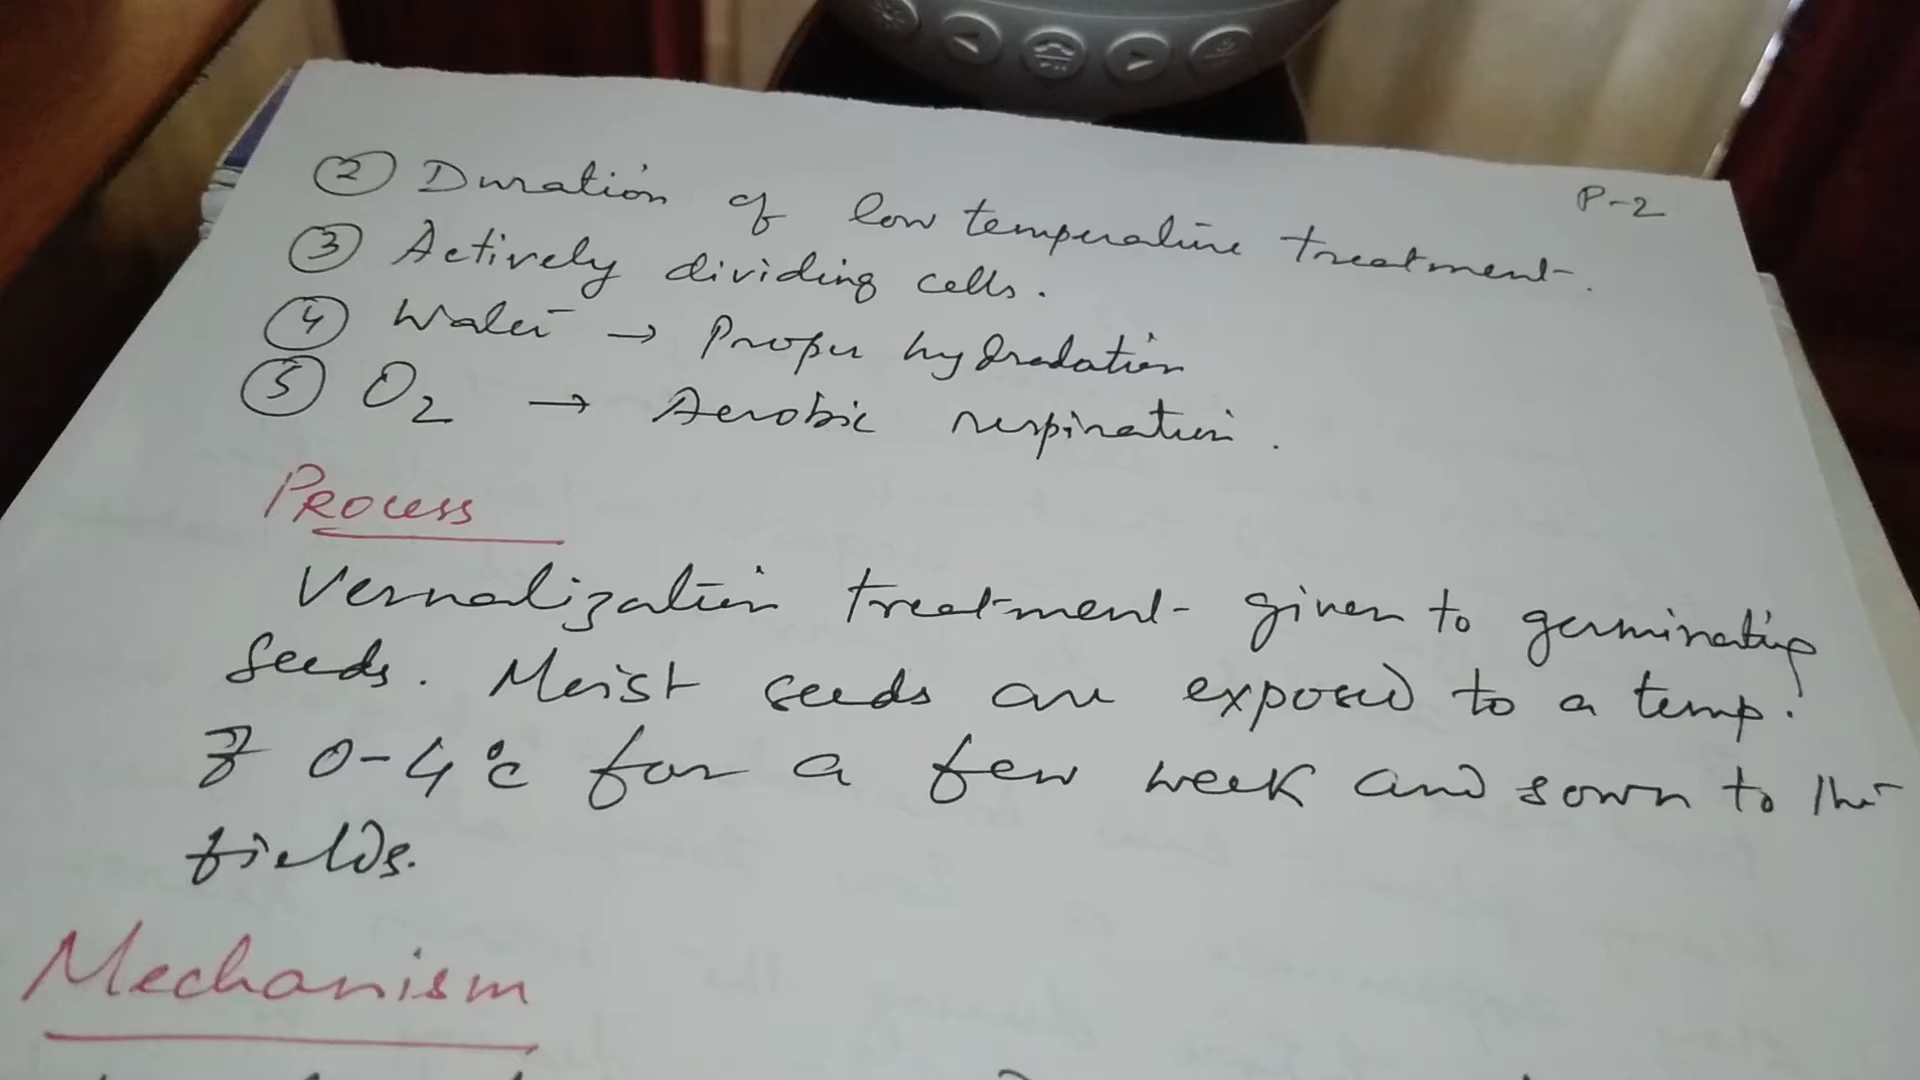 P-2
② Duration of low temperature treatment.
③ Actively dividing cells.
④ Water → Proper hydradation
⑤ O₂ → Aerobic respiration.
Process
Vernalization treatment given to germinating
seeds. Moist seeds are exposed to a temp.
of 0-4°c for a few week and sown to the
fields.
Mechanism